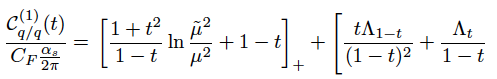 \frac{\mathcal{C}^{(1)}_{q/q}(t)}{C_F \frac{\alpha_s}{2\pi}} = \left[ \frac{1+t^2}{1-t} \ln \frac{\tilde{\mu}^2}{\mu^2} + 1 - t \right]_+ + \left[ \frac{t\Lambda_{1-t}}{(1-t)^2} + \frac{\Lambda_t}{1-t} \right.